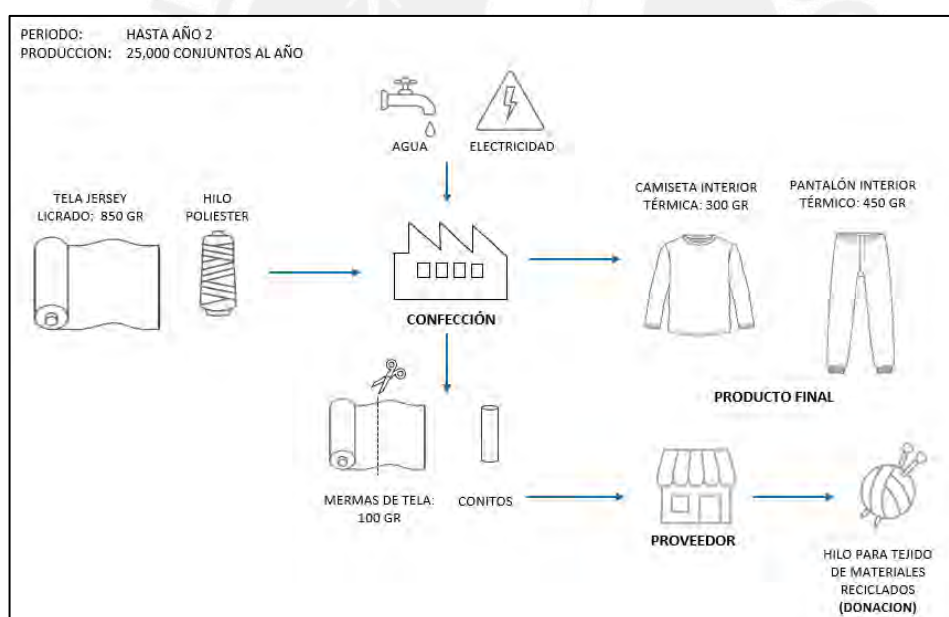 PERIODO: HASTA AÑO 2
PRODUCCION: 25,000 CONJUNTOS AL AÑO
AGUA
ELECTRICIDAD
TELA JERSEY
LICRADO: 850 GR
HILO
POLIESTER
CAMISETA INTERIOR
TÉRMICA: 300 GR
PANTALÓN INTERIOR
TÉRMICO: 450 GR
CONFECCIÓN
PRODUCTO FINAL
MERMAS DE TELA:
100 GR
CONITOS
PROVEEDOR
HILO PARA TEJIDO
DE MATERIALES
RECICLADOS
(DONACION)